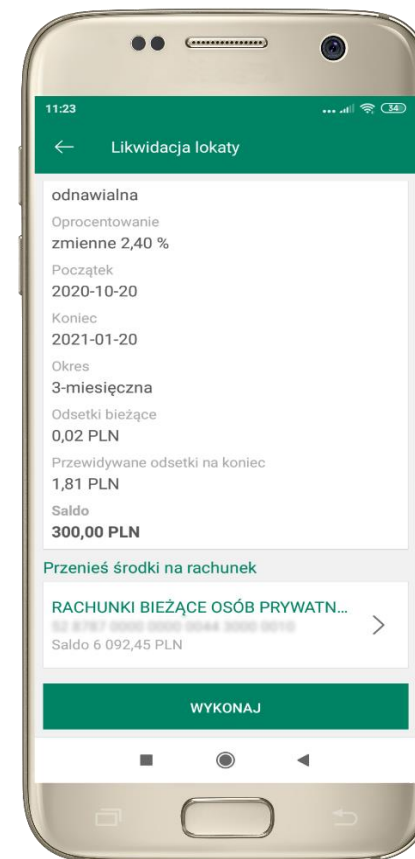 11:23
34
Likwidacja lokaty
odnawialna
Oprocentowanie
zmienne 2,40 %
Początek
2020-10-20
Koniec
2021-01-20
Okres
3-miesięczna
Odsetki bieżące
0,02 PLN
Przewidywane odsetki na koniec
1,81 PLN
Saldo
300,00 PLN
Przenieś środki na rachunek
RACHUNKI BIEŻĄCE OSÓB PRYWATN...
Saldo 6 092,45 PLN
WYKONAJ